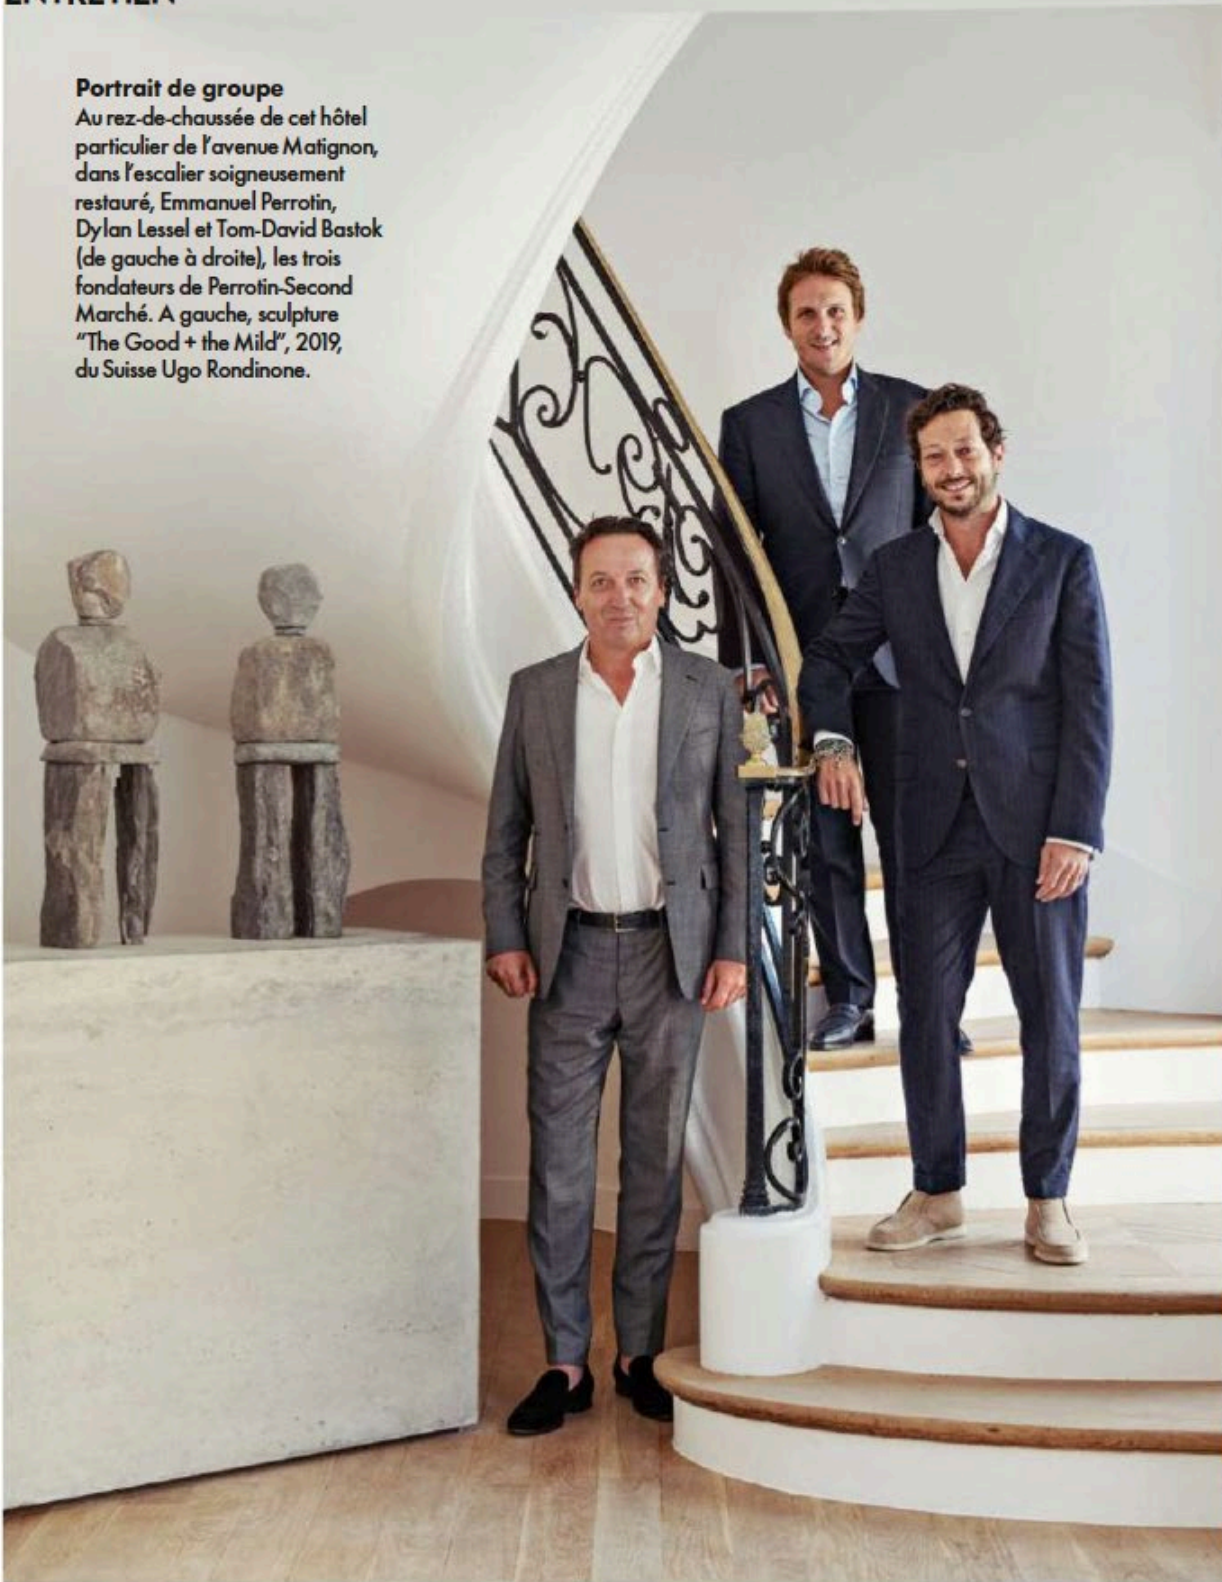 ENTRETIEN
Portrait de groupe
Au rez-de-chaussée de cet hôtel
particulier de l'avenue Matignon,
dans l'escalier soigneusement
restauré, Emmanuel Perrotin,
Dylan Lessel et Tom-David Bastok
(de gauche à droite), les trois
fondateurs de Perrotin-Second
Marché. A gauche, sculpture
"The Good + the Mild", 2019,
du Suisse Ugo Rondinone.